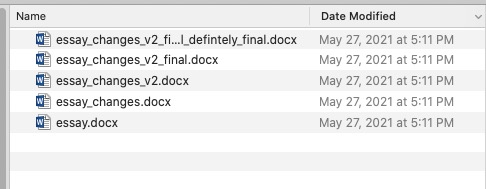 Name Date Modified
essay_changes_v2_fi...l_defintely_final.docx May 27, 2021 at 5:11 PM
essay_changes_v2_final.docx May 27, 2021 at 5:11 PM
essay_changes_v2.docx May 27, 2021 at 5:11 PM
essay_changes.docx May 27, 2021 at 5:11 PM
essay.docx May 27, 2021 at 5:11 PM